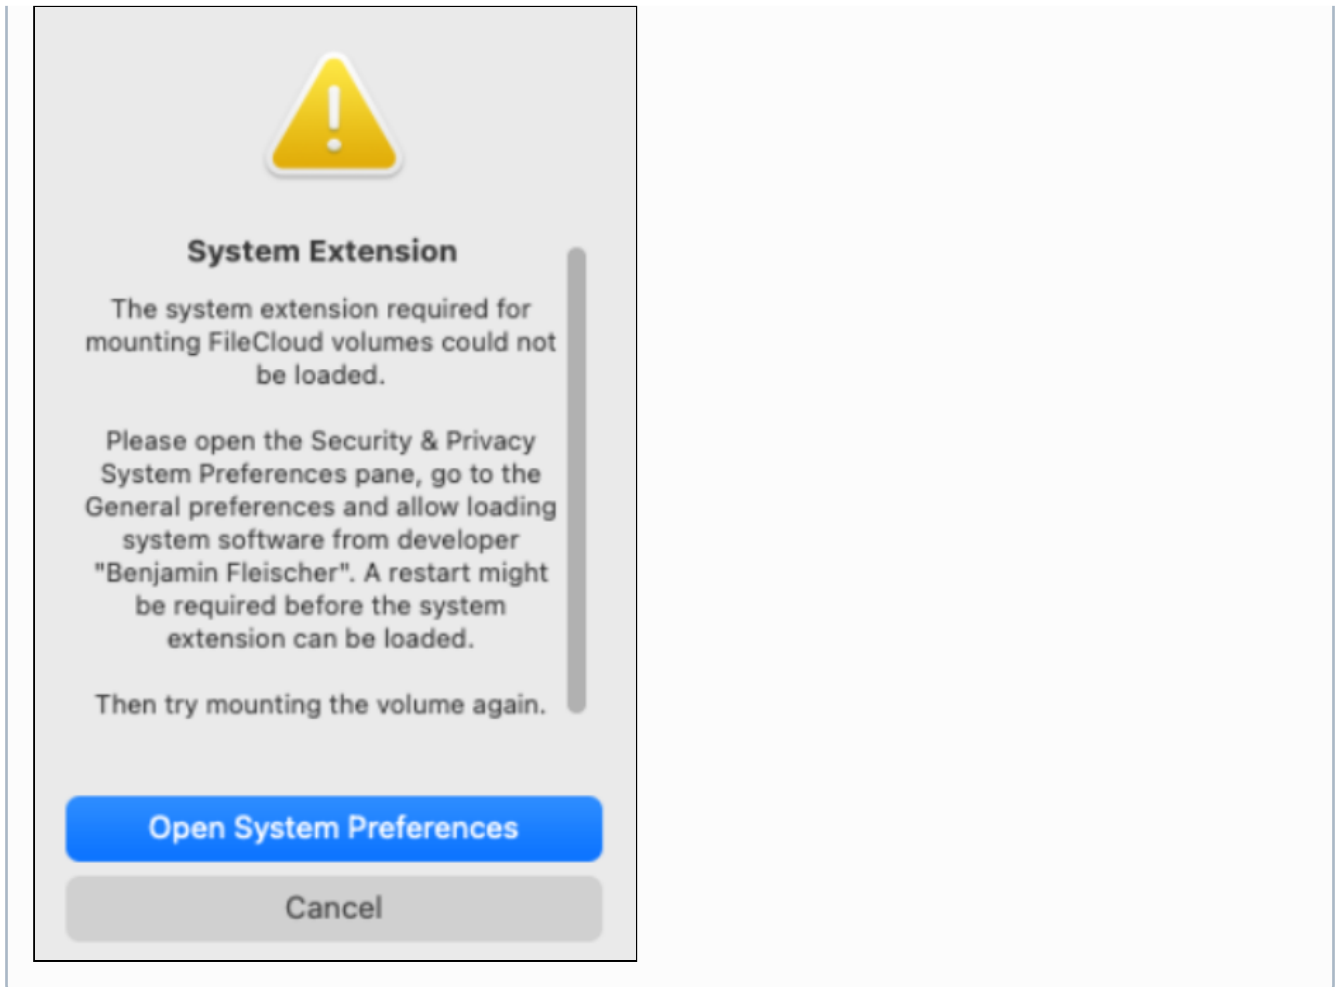 System Extension
The system extension required for
mounting FileCloud volumes could not
be loaded.
Please open the Security & Privacy
System Preferences pane, go to the
General preferences and allow loading
system software from developer
"Benjamin Fleischer". A restart might
be required before the system
extension can be loaded.
Then try mounting the volume again.
Open System Preferences
Cancel